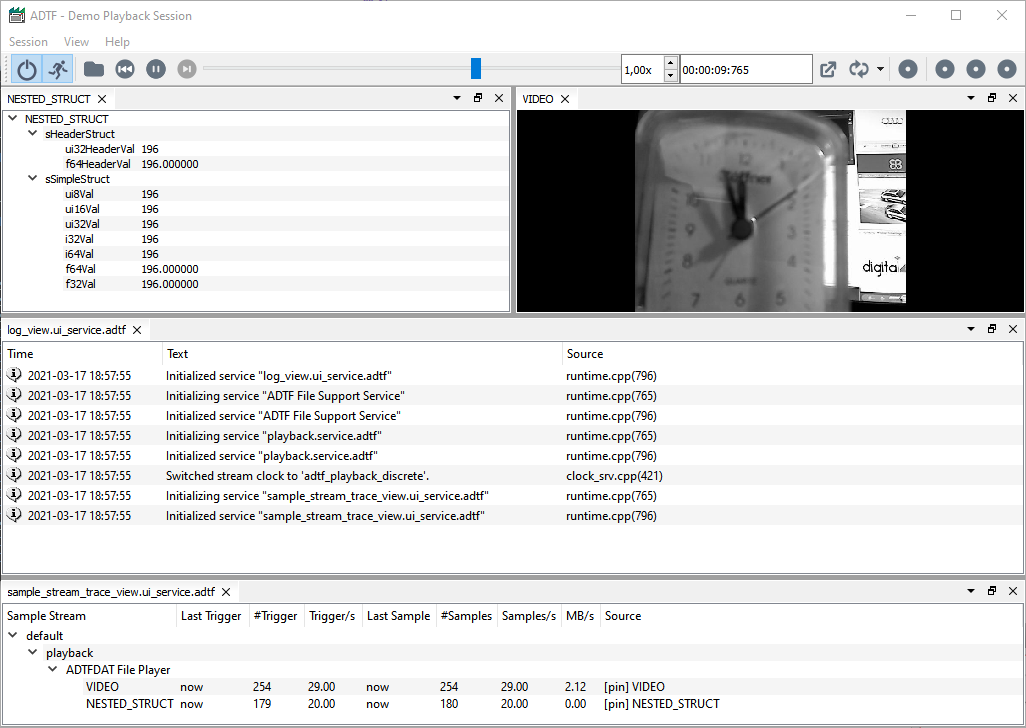 ADTF - Demo Playback Session
Session View Help
1,00x 00:00:09:765
NESTED_STRUCT
NESTED_STRUCT
sHeaderStruct
ui32HeaderVal 196
f64HeaderVal 196.000000
sSimpleStruct
ui8Val 196
ui16Val 196
ui32Val 196
i32Val 196
i64Val 196
f64Val 196.000000
f32Val 196.000000
VIDEO
12
9
3
8
QUARTZ
7 6 5
digital
log_view.ui_service.adtf
Time Text Source
2021-03-17 18:57:55 Initialized service "log_view.ui_service.adtf" runtime.cpp(796)
2021-03-17 18:57:55 Initializing service "ADTF File Support Service" runtime.cpp(765)
2021-03-17 18:57:55 Initialized service "ADTF File Support Service" runtime.cpp(796)
2021-03-17 18:57:55 Initializing service "playback.service.adtf" runtime.cpp(765)
2021-03-17 18:57:55 Initialized service "playback.service.adtf" runtime.cpp(796)
2021-03-17 18:57:55 Switched stream clock to 'adtf_playback_discrete'. clock_srv.cpp(421)
2021-03-17 18:57:55 Initializing service "sample_stream_trace_view.ui_service.adtf" runtime.cpp(765)
2021-03-17 18:57:55 Initialized service "sample_stream_trace_view.ui_service.adtf" runtime.cpp(796)
sample_stream_trace_view.ui_service.adtf
Sample Stream Last Trigger #Trigger Trigger/s Last Sample #Samples Samples/s MB/s Source
default
playback
ADTFDAT File Player
VIDEO now 254 29.00 now 254 29.00 2.12 [pin] VIDEO
NESTED_STRUCT now 179 20.00 now 180 20.00 0.00 [pin] NESTED_STRUCT